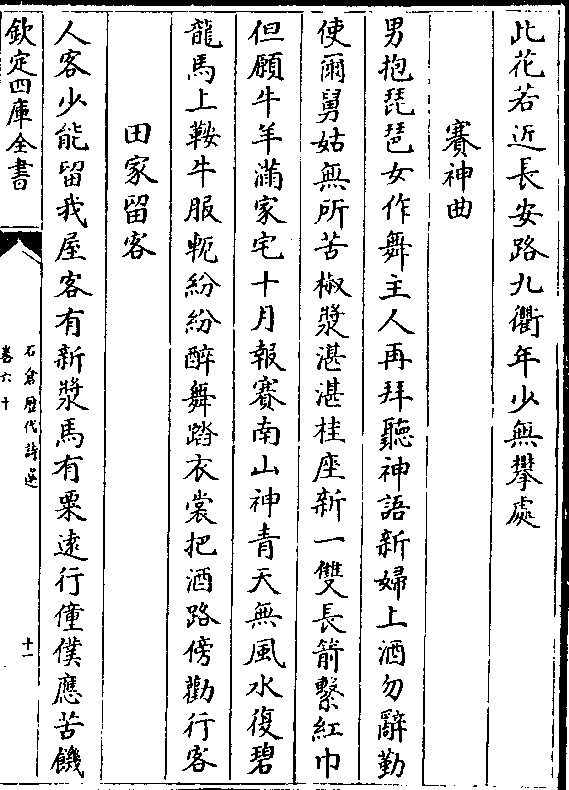 此花若近長安路九衢年少無攀處
賽神曲
男抱琵琶女作舞主人再拜聽神語新婦上酒勿辭勤
使爾舅姑無所苦椒漿湛湛桂座新一雙長箭繫紅巾
但願牛羊滿家宅十月報賽南山神青天無風水復碧
龍馬上鞍牛服軛紛紛醉舞踏衣裳把酒路傍勸行客
田家留客
人客少能留我屋客有新漿馬有粟遠行僮僕應苦饑
欽定四庫全書
石倉歷代詩選
卷六十
十一